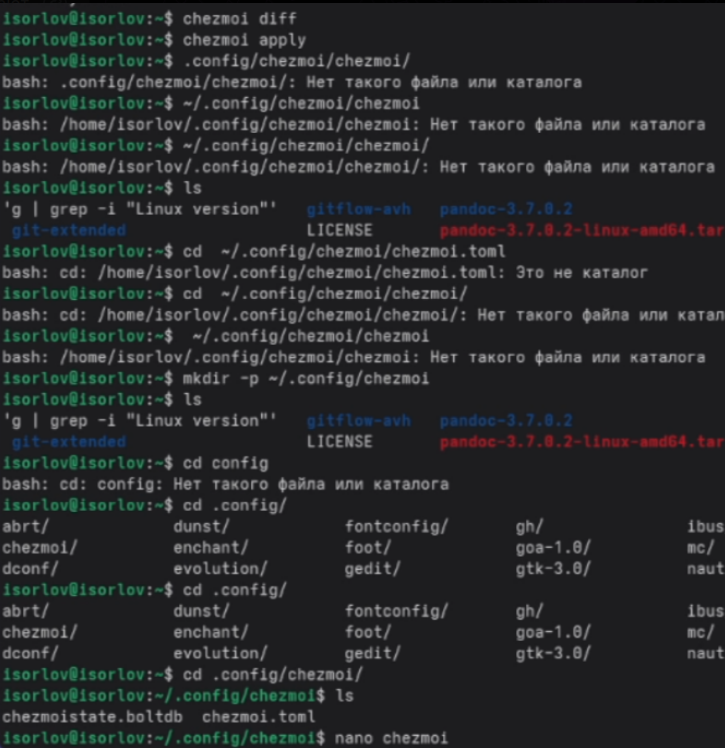 isorlov@isorlov:~$ chezmoi diff
isorlov@isorlov:~$ chezmoi apply
isorlov@isorlov:~$ .config/chezmoi/chezmoi/
bash: .config/chezmoi/chezmoi/: Нет такого файла или каталога
isorlov@isorlov:~$ ~/.config/chezmoi/chezmoi
bash: /home/isorlov/.config/chezmoi/chezmoi: Нет такого файла или каталога
isorlov@isorlov:~$ ~/.config/chezmoi/chezmoi/
bash: /home/isorlov/.config/chezmoi/chezmoi/: Нет такого файла или каталога
isorlov@isorlov:~$ ls
'g | grep -i "Linux version"' gitflow-avh pandoc-3.7.0.2
git-extended LICENSE pandoc-3.7.0.2-linux-amd64.tar
isorlov@isorlov:~$ cd  ~/.config/chezmoi/chezmoi.toml
bash: cd: /home/isorlov/.config/chezmoi/chezmoi.toml: Это не каталог
isorlov@isorlov:~$ cd  ~/.config/chezmoi/chezmoi/
bash: cd: /home/isorlov/.config/chezmoi/chezmoi/: Нет такого файла или катал
isorlov@isorlov:~$  ~/.config/chezmoi/chezmoi
bash: /home/isorlov/.config/chezmoi/chezmoi: Нет такого файла или каталога
isorlov@isorlov:~$ mkdir -p ~/.config/chezmoi
isorlov@isorlov:~$ ls
'g | grep -i "Linux version"' gitflow-avh pandoc-3.7.0.2
git-extended LICENSE pandoc-3.7.0.2-linux-amd64.tar
isorlov@isorlov:~$ cd config
bash: cd: config: Нет такого файла или каталога
isorlov@isorlov:~$ cd .config/
abrt/ dunst/ fontconfig/ gh/ ibus
chezmoi/ enchant/ foot/ goa-1.0/ mc/
dconf/ evolution/ gedit/ gtk-3.0/ naut
isorlov@isorlov:~$ cd .config/
abrt/ dunst/ fontconfig/ gh/ ibus
chezmoi/ enchant/ foot/ goa-1.0/ mc/
dconf/ evolution/ gedit/ gtk-3.0/ naut
isorlov@isorlov:~$ cd .config/chezmoi/
isorlov@isorlov:~/.config/chezmoi$ ls
chezmoistate.boltdb chezmoi.toml
isorlov@isorlov:~/.config/chezmoi$ nano chezmoi